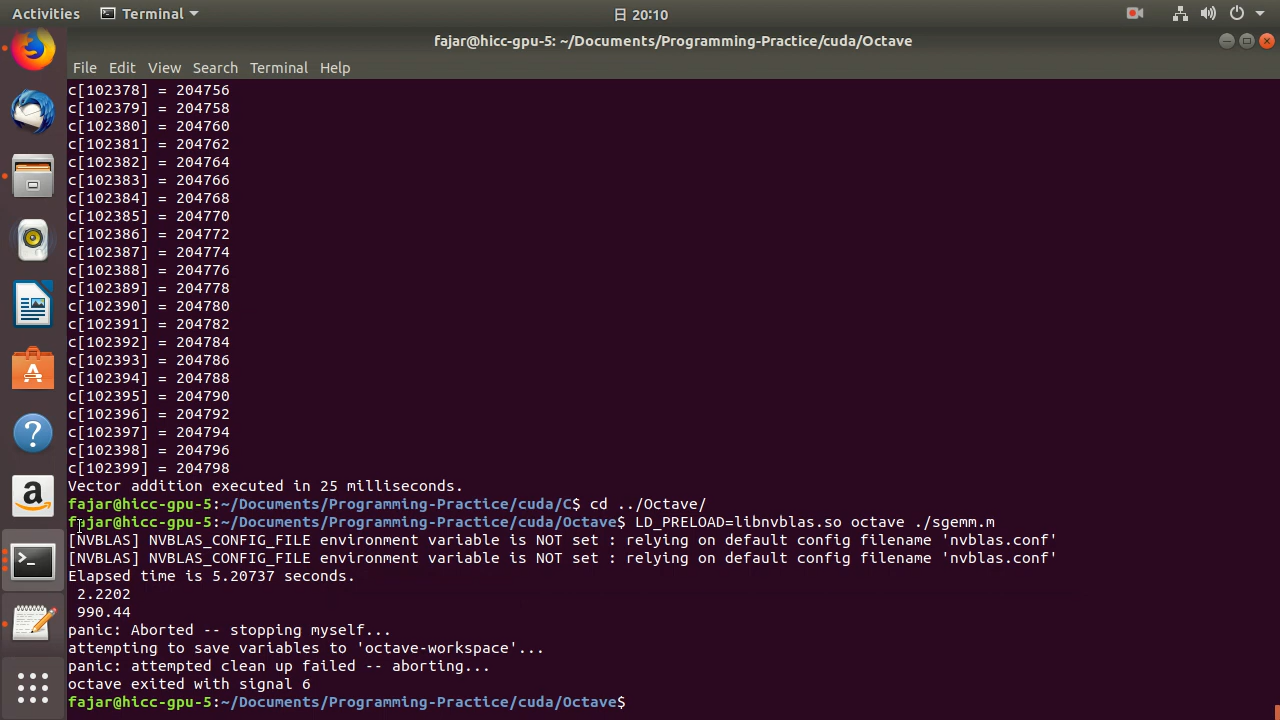 Activities Terminal 日 20:10
fajar@hicc-gpu-5: ~/Documents/Programming-Practice/cuda/Octave
File Edit View Search Terminal Help
c[102378] = 204756
c[102379] = 204758
c[102380] = 204760
c[102381] = 204762
c[102382] = 204764
c[102383] = 204766
c[102384] = 204768
c[102385] = 204770
c[102386] = 204772
c[102387] = 204774
c[102388] = 204776
c[102389] = 204778
c[102390] = 204780
c[102391] = 204782
c[102392] = 204784
c[102393] = 204786
c[102394] = 204788
c[102395] = 204790
c[102396] = 204792
c[102397] = 204794
c[102398] = 204796
c[102399] = 204798
Vector addition executed in 25 milliseconds.
fajar@hicc-gpu-5:~/Documents/Programming-Practice/cuda/C$ cd ../Octave/
fajar@hicc-gpu-5:~/Documents/Programming-Practice/cuda/Octave$ LD_PRELOAD=libnvblas.so octave ./sgemm.m
[NVBLAS] NVBLAS_CONFIG_FILE environment variable is NOT set : relying on default config filename 'nvblas.conf'
[NVBLAS] NVBLAS_CONFIG_FILE environment variable is NOT set : relying on default config filename 'nvblas.conf'
Elapsed time is 5.20737 seconds.
 2.2202
 990.44
panic: Aborted -- stopping myself...
attempting to save variables to 'octave-workspace'...
panic: attempted clean up failed -- aborting...
octave exited with signal 6
fajar@hicc-gpu-5:~/Documents/Programming-Practice/cuda/Octave$